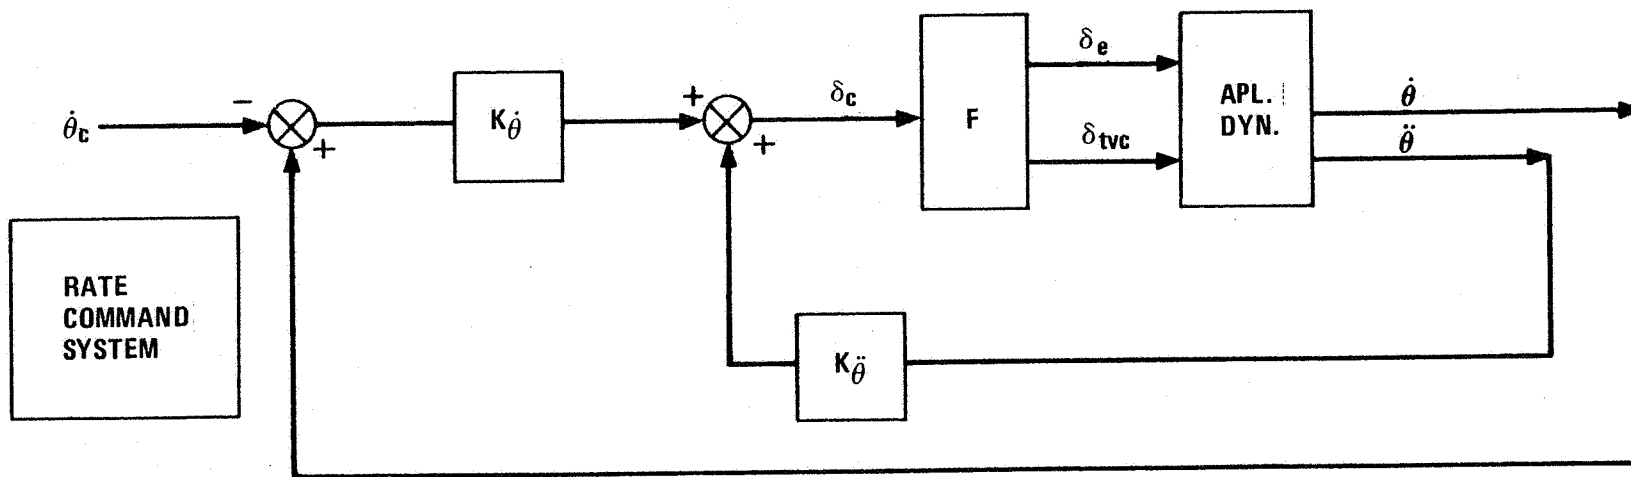 θ̇c
−
+
Kθ̇
+
+
δc
F
δe
δtvc
APL.
DYN.
θ̇
θ̈
RATE
COMMAND
SYSTEM
Kθ̈